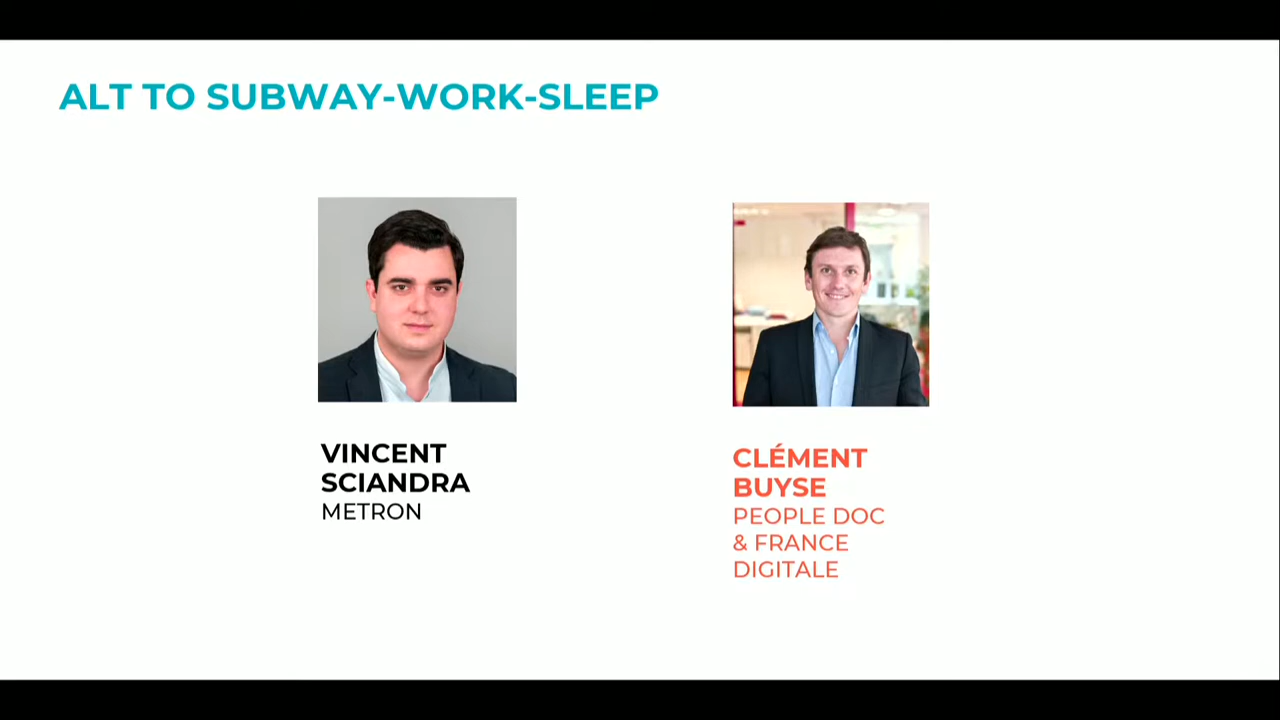 ALT TO SUBWAY-WORK-SLEEP
VINCENT
SCIANDRA
METRON
CLÉMENT
BUYSE
PEOPLE DOC
& FRANCE
DIGITALE